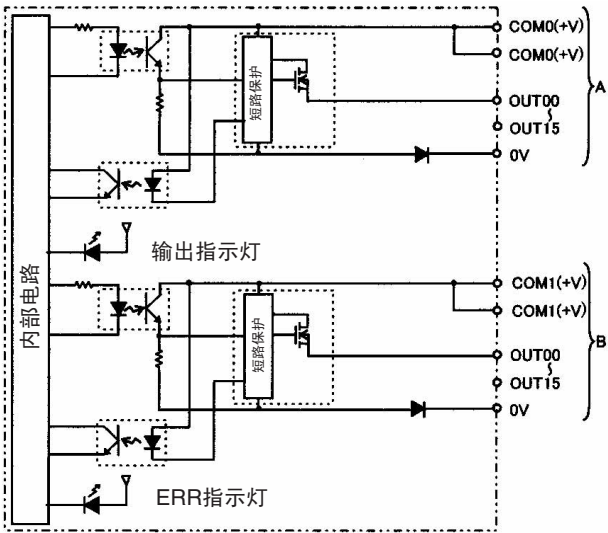 COM0(+V)
COM0(+V)
短路保护
A
OUT00
OUT15
0V
输出指示灯
内部电路
COM1(+V)
COM1(+V)
短路保护
B
OUT00
OUT15
0V
ERR指示灯